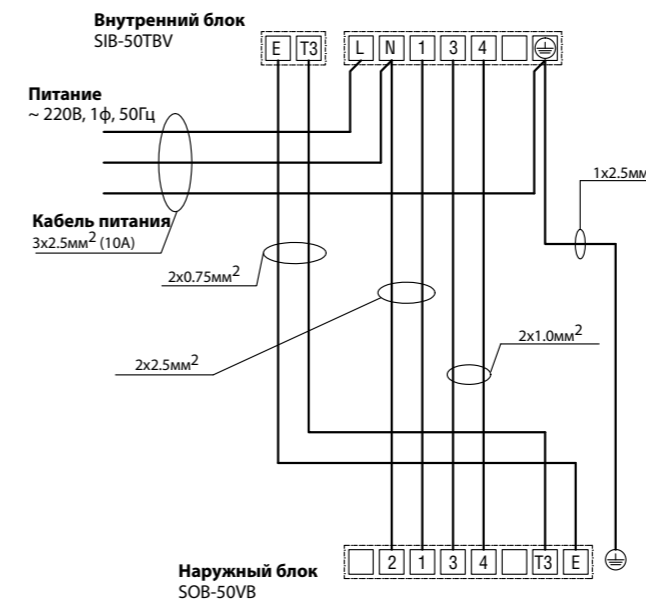 Внутренний блок
SIB-50TBV
E T3 L N 1 3 4
Питание
~ 220В, 1ф, 50Гц
1x2.5мм
Кабель питания
3x2.5мм² (10А)
2x0.75мм²
2x1.0мм²
2x2.5мм²
2 1 3 4 T3 E
Наружный блок
SOB-50VB